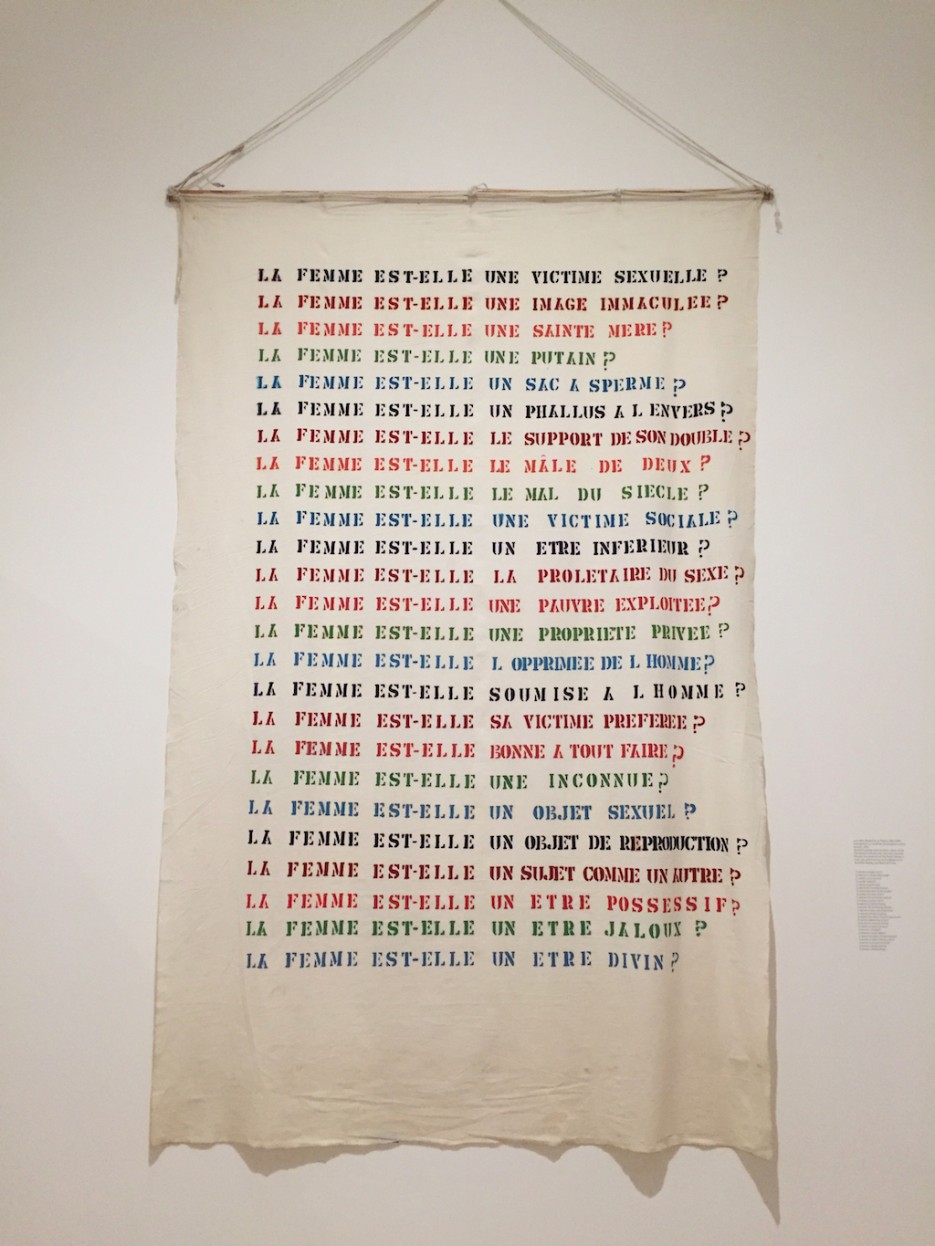 LA FEMME EST-ELLE UNE VICTIME SEXUELLE ?
LA FEMME EST-ELLE UNE IMAGE IMMACULEE ?
LA FEMME EST-ELLE UNE SAINTE MERE ?
LA FEMME EST-ELLE UNE PUTAIN ?
LA FEMME EST-ELLE UN SAC A SPERME ?
LA FEMME EST-ELLE UN PHALLUS A L ENVERS ?
LA FEMME EST-ELLE LE SUPPORT DE SON DOUBLE ?
LA FEMME EST-ELLE LE MÂLE DE DEUX ?
LA FEMME EST-ELLE LE MAL DU SIECLE ?
LA FEMME EST-ELLE UNE VICTIME SOCIALE ?
LA FEMME EST-ELLE UN ETRE INFERIEUR ?
LA FEMME EST-ELLE LA PROLETAIRE DU SEXE ?
LA FEMME EST-ELLE UNE PAUVRE EXPLOITEE ?
LA FEMME EST-ELLE UNE PROPRIETE PRIVEE ?
LA FEMME EST-ELLE L OPPRIMEE DE L HOMME ?
LA FEMME EST-ELLE SOUMISE A L HOMME ?
LA FEMME EST-ELLE SA VICTIME PREFEREE ?
LA FEMME EST-ELLE BONNE A TOUT FAIRE ?
LA FEMME EST-ELLE UNE INCONNUE ?
LA FEMME EST-ELLE UN OBJET SEXUEL ?
LA FEMME EST-ELLE UN OBJET DE REPRODUCTION ?
LA FEMME EST-ELLE UN SUJET COMME UN AUTRE ?
LA FEMME EST-ELLE UN ETRE POSSESSIF ?
LA FEMME EST-ELLE UN ETRE JALOUX ?
LA FEMME EST-ELLE UN ETRE DIVIN ?